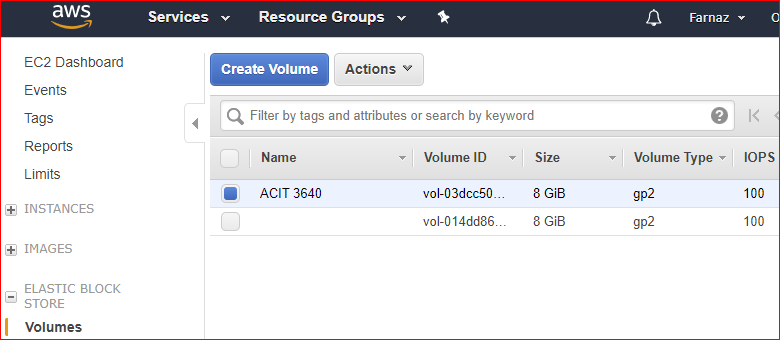 aws Services Resource Groups Farnaz
EC2 Dashboard
Events
Tags
Reports
Limits
INSTANCES
IMAGES
ELASTIC BLOCK
STORE
Volumes
Create Volume Actions
Filter by tags and attributes or search by keyword ?
Name Volume ID Size Volume Type IOPS
ACIT 3640 vol-03dcc50... 8 GiB gp2 100
vol-014dd86... 8 GiB gp2 100